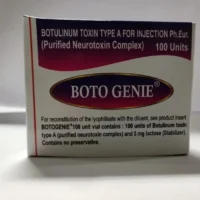 BOTULINUM TOXIN TYPE A FOR INJECTION Ph.Eur.
(Purified Neurotoxin Complex) 100 Units
BOTO GENIE®
For reconstitution of the lyophilisate with the diluent, see product insert
BOTOGENIE® 100 unit vial contains : 100 units of Botulinum toxin
type A (purified neurotoxin complex) and 5 mg lactose (Stabilizer).
Contains no preservative.